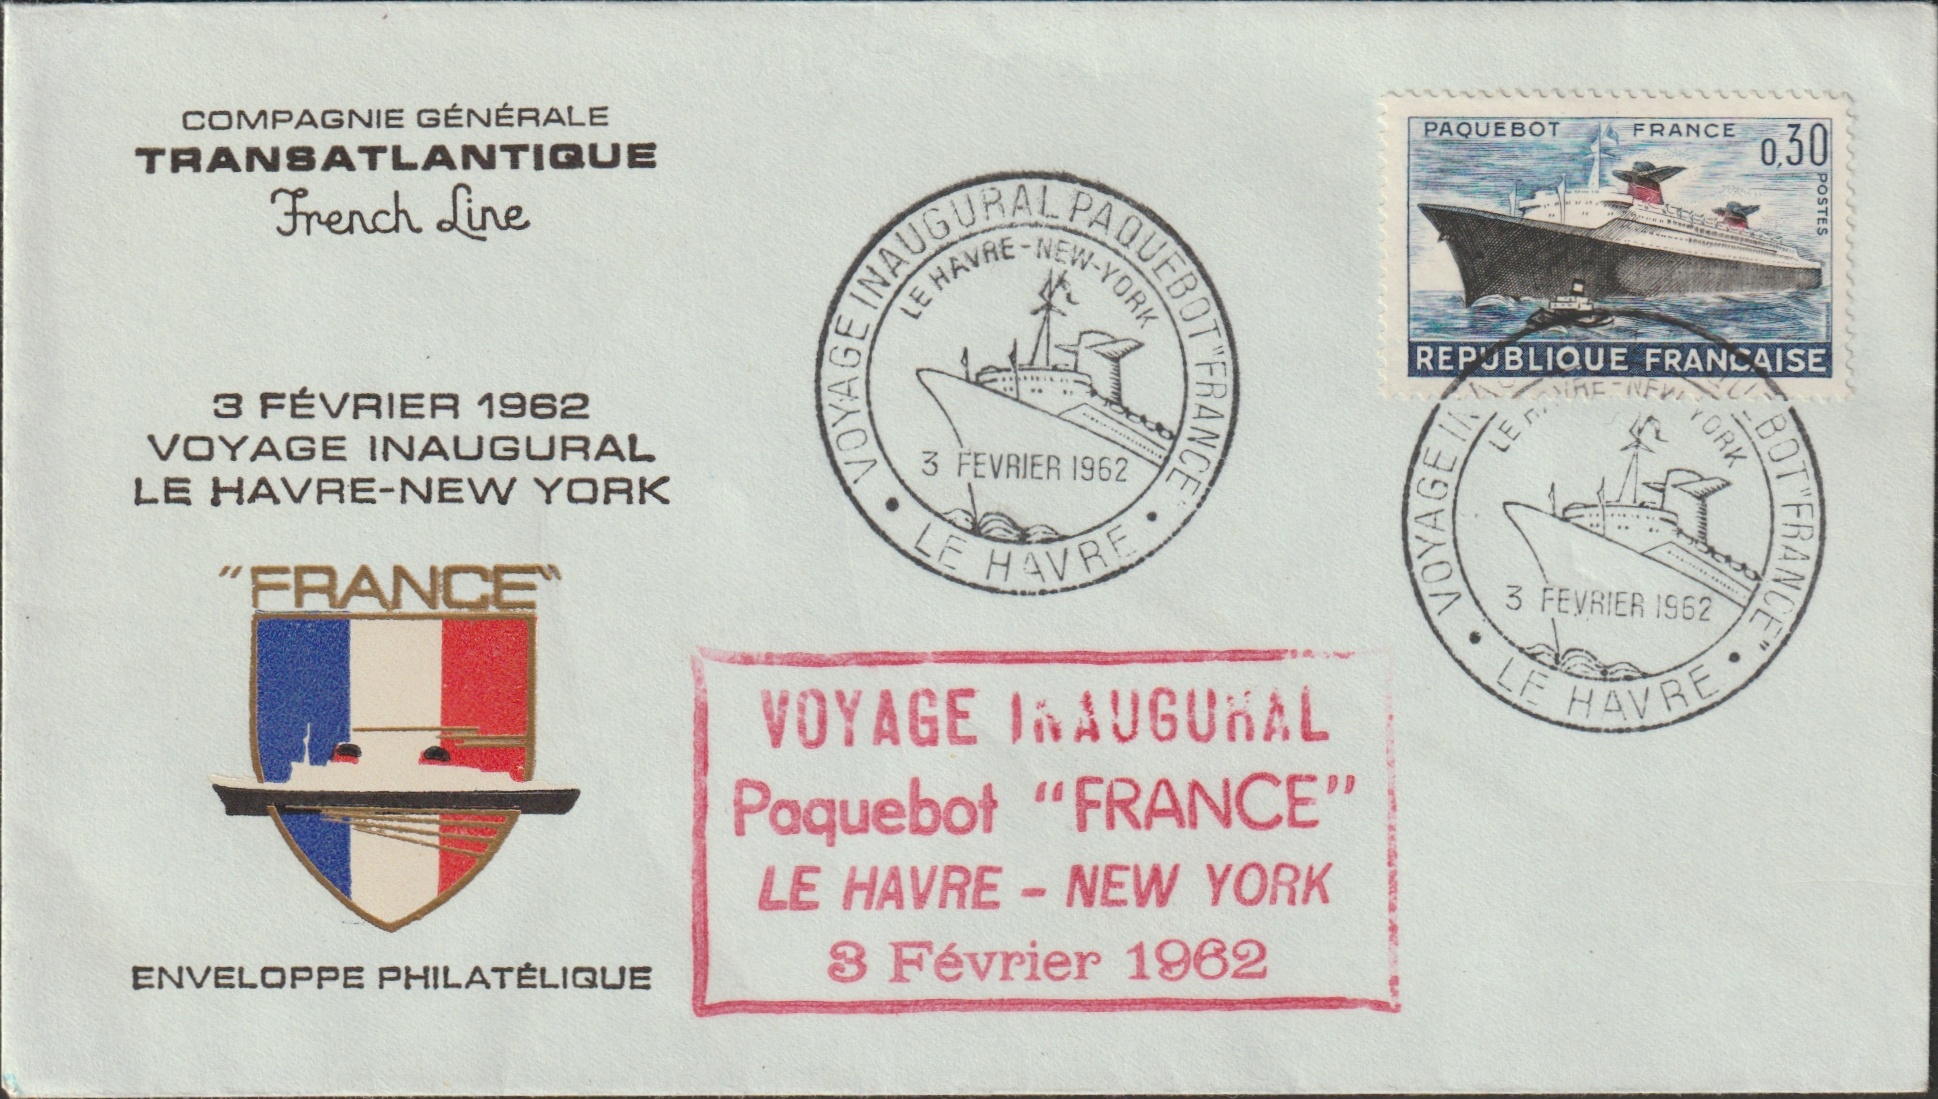 COMPAGNIE GÉNÉRALE
TRANSATLANTIQUE
French Line
3 FÉVRIER 1962
VOYAGE INAUGURAL
LE HAVRE-NEW YORK
"FRANCE"
ENVELOPPE PHILATÉLIQUE
VOYAGE INAUGURAL PAQUEBOT "FRANCE"
LE HAVRE-NEW-YORK
3 FEVRIER 1962
LE HAVRE
PAQUEBOT FRANCE
0,30
POSTES
REPUBLIQUE FRANÇAISE
VOYAGE INAUGURAL PAQUEBOT "FRANCE"
LE HAVRE-NEW-YORK
3 FEVRIER 1962
LE HAVRE
VOYAGE INAUGURAL
Paquebot "FRANCE"
LE HAVRE - NEW YORK
3 Février 1962